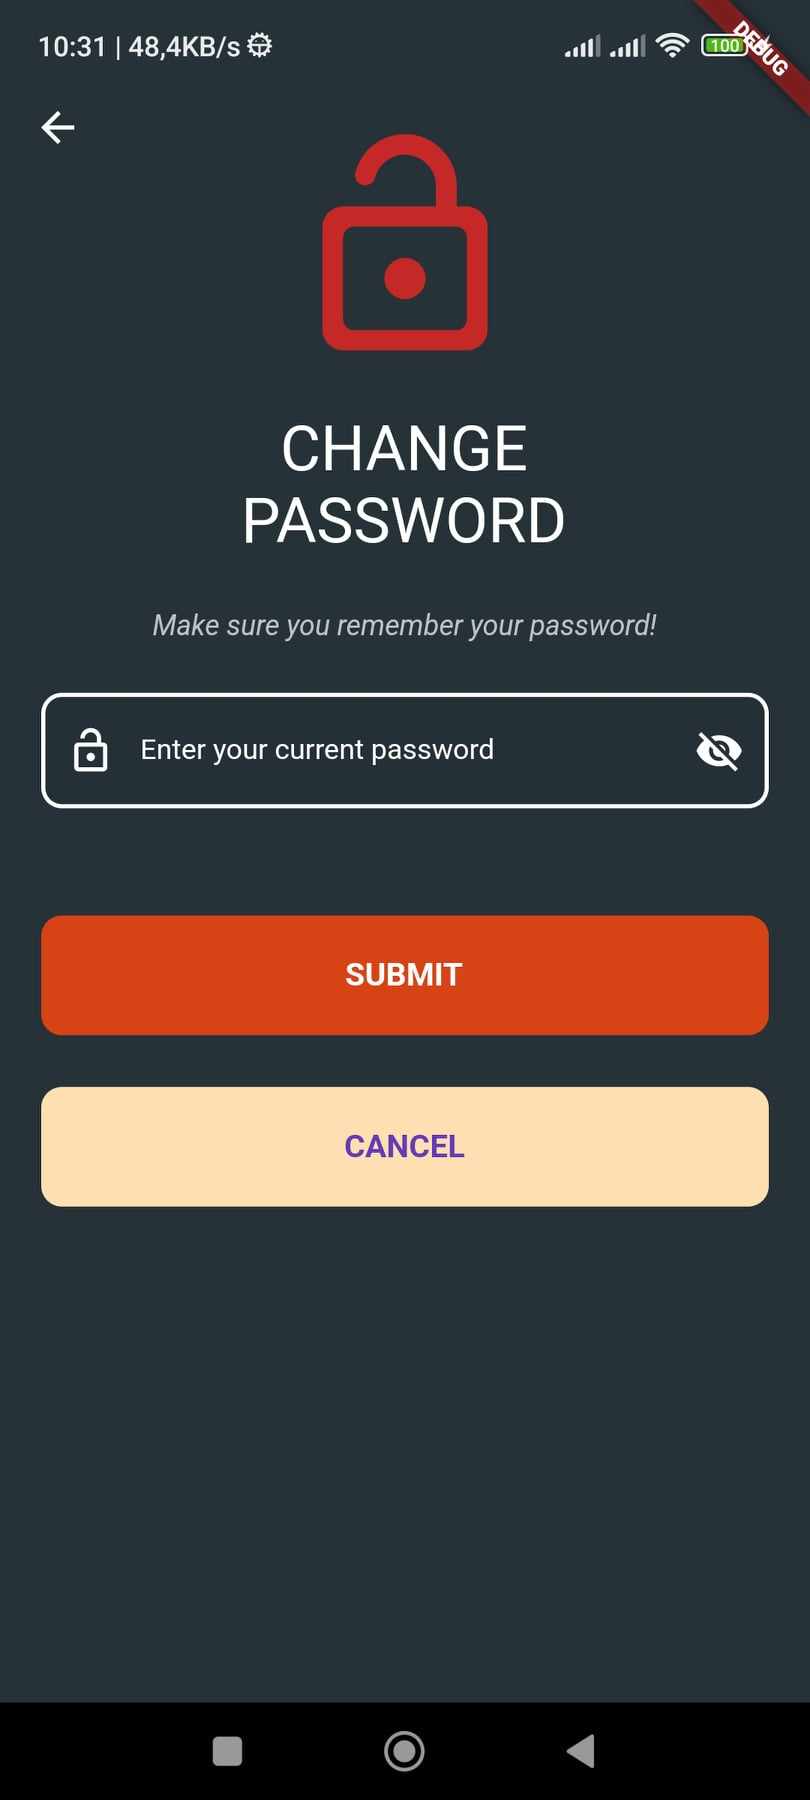 10:31 | 48,4KB/s
100
DEBUG
CHANGE
PASSWORD
Make sure you remember your password!
Enter your current password
SUBMIT
CANCEL